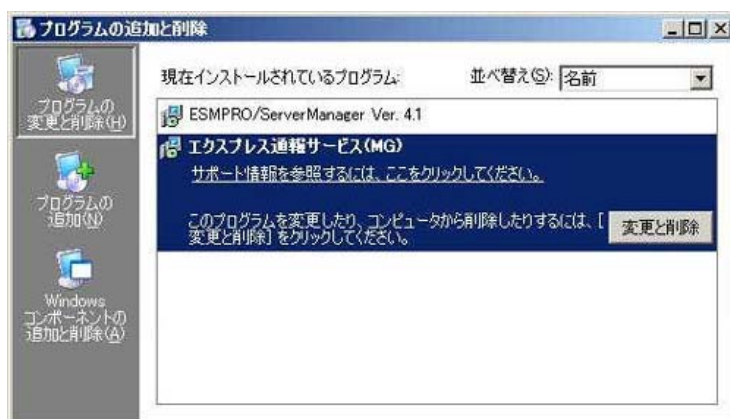 プログラムの追加と削除
プログラムの
変更と削除(H)
現在インストールされているプログラム:
並べ替え(S):
名前
ESMPRO/ServerManager Ver. 4.1
エクスプレス通報サービス(MG)
サポート情報を参照するには、ここをクリックしてください。
このプログラムを変更したり、コンピュータから削除したりするには、[
変更と削除] をクリックしてください。
変更と削除
プログラムの
追加(N)
Windows
コンポーネントの
追加と削除(A)